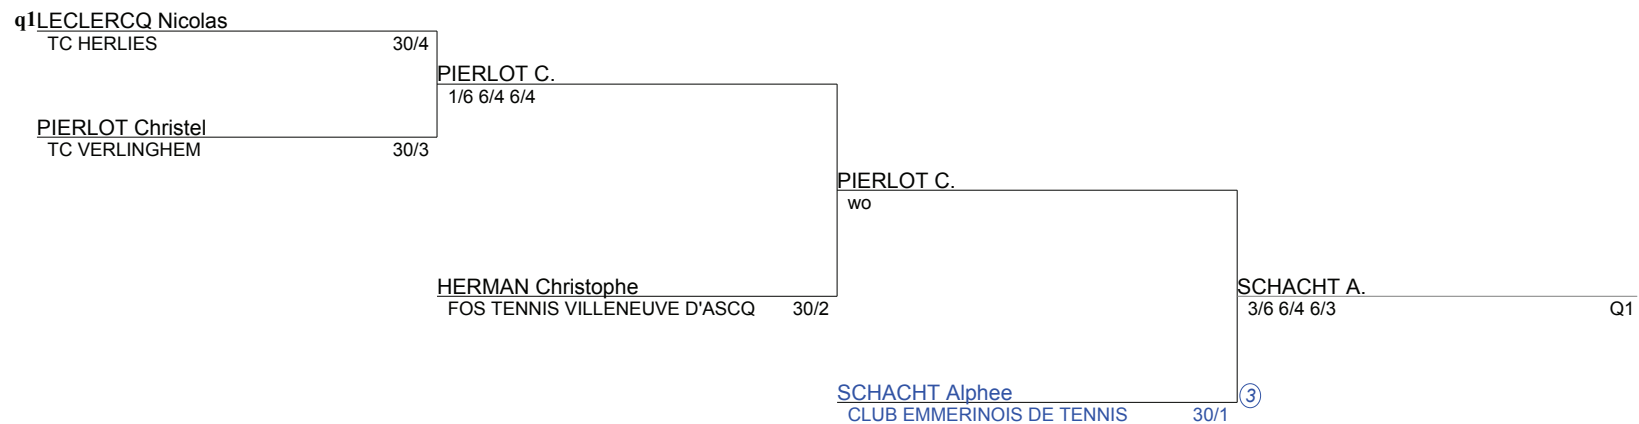 q1LECLERCQ Nicolas
TC HERLIES 30/4
PIERLOT C.
1/6 6/4 6/4
PIERLOT Christel
TC VERLINGHEM 30/3
PIERLOT C.
wo
HERMAN Christophe
FOS TENNIS VILLENEUVE D'ASCQ 30/2
SCHACHT A.
3/6 6/4 6/3 Q1
SCHACHT Alphee 3
CLUB EMMERINOIS DE TENNIS 30/1